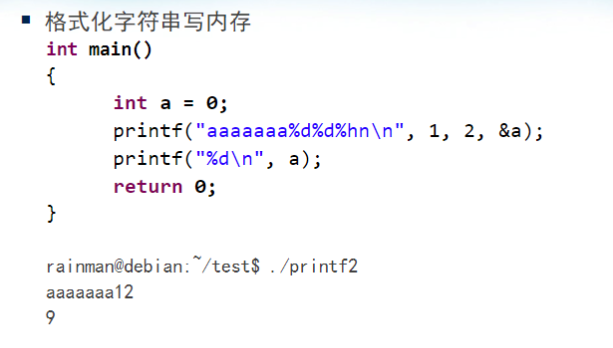 ▪ 格式化字符串写内存
int main()
{
int a = 0;
printf("aaaaaaa%d%d%hn\n", 1, 2, &a);
printf("%d\n", a);
return 0;
}
rainman@debian:~/test$ ./printf2
aaaaaaa12
9